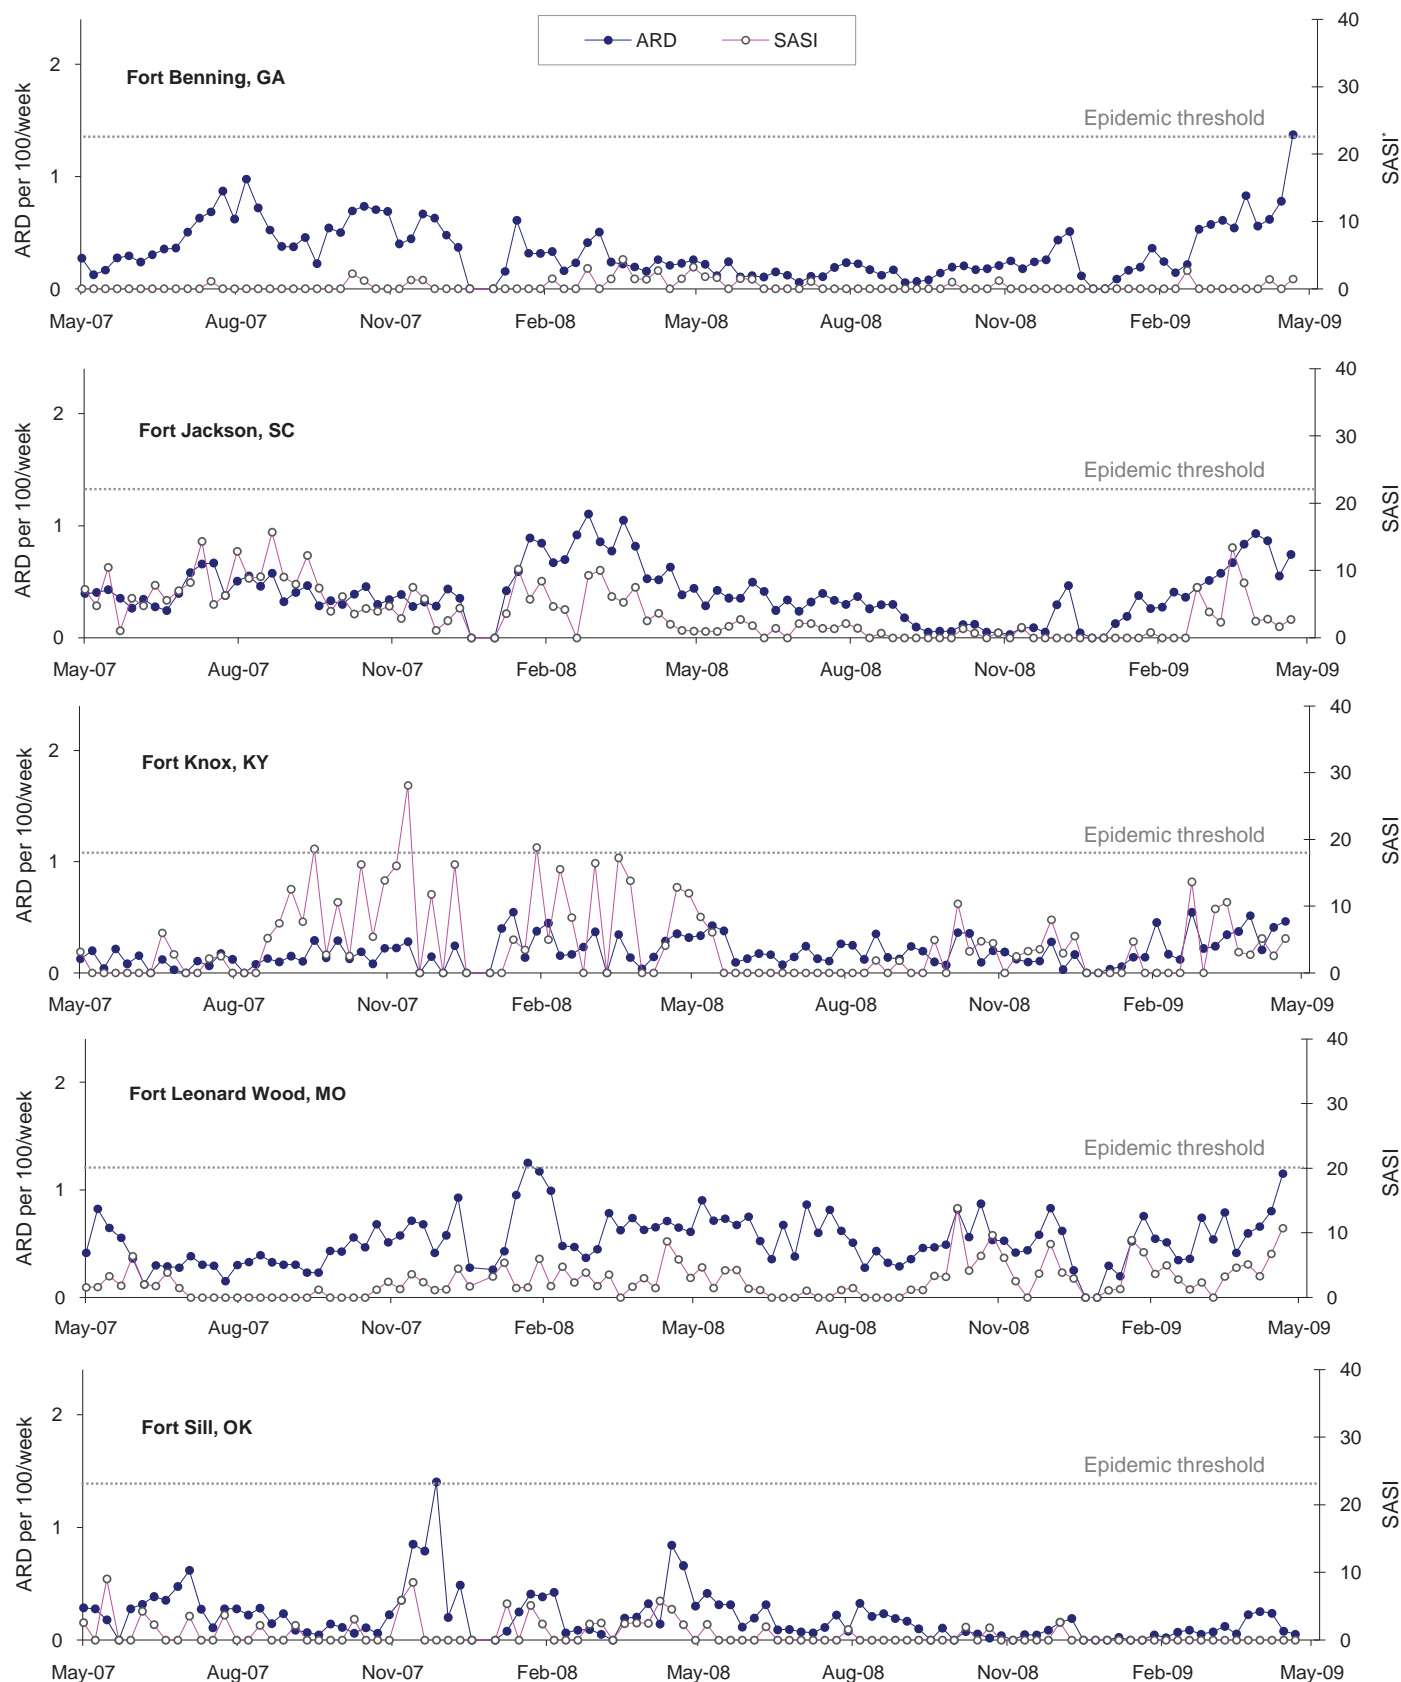 ARD SASI
Fort Benning, GA
Epidemic threshold
ARD per 100/week
2
1
0
40
30
20
10
0
SASI*
May-07 Aug-07 Nov-07 Feb-08 May-08 Aug-08 Nov-08 Feb-09 May-09
Fort Jackson, SC
Epidemic threshold
ARD per 100/week
2
1
0
40
30
20
10
0
SASI
May-07 Aug-07 Nov-07 Feb-08 May-08 Aug-08 Nov-08 Feb-09 May-09
Fort Knox, KY
Epidemic threshold
ARD per 100/week
2
1
0
40
30
20
10
0
SASI
May-07 Aug-07 Nov-07 Feb-08 May-08 Aug-08 Nov-08 Feb-09 May-09
Fort Leonard Wood, MO
Epidemic threshold
ARD per 100/week
2
1
0
40
30
20
10
0
SASI
May-07 Aug-07 Nov-07 Feb-08 May-08 Aug-08 Nov-08 Feb-09 May-09
Fort Sill, OK
Epidemic threshold
ARD per 100/week
2
1
0
40
30
20
10
0
SASI
May-07 Aug-07 Nov-07 Feb-08 May-08 Aug-08 Nov-08 Feb-09 May-09